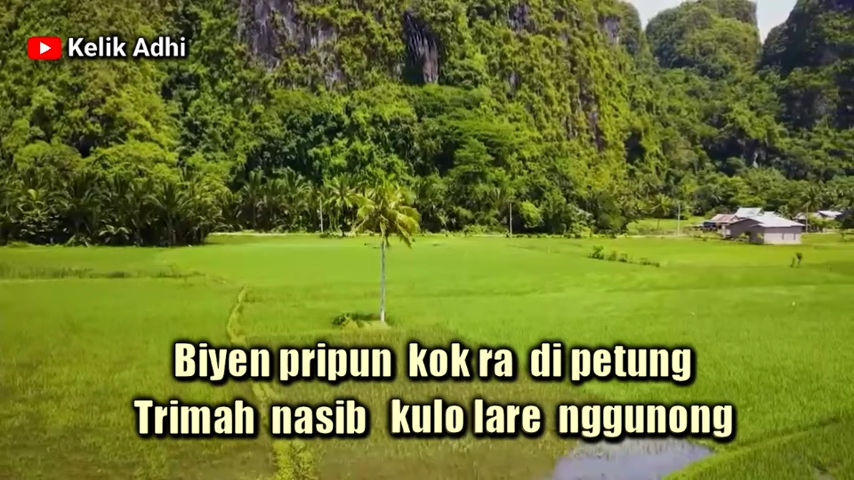 Kelik Adhi
Biyen pripun kok ra di petung
Trimah nasib kulo lare nggunong